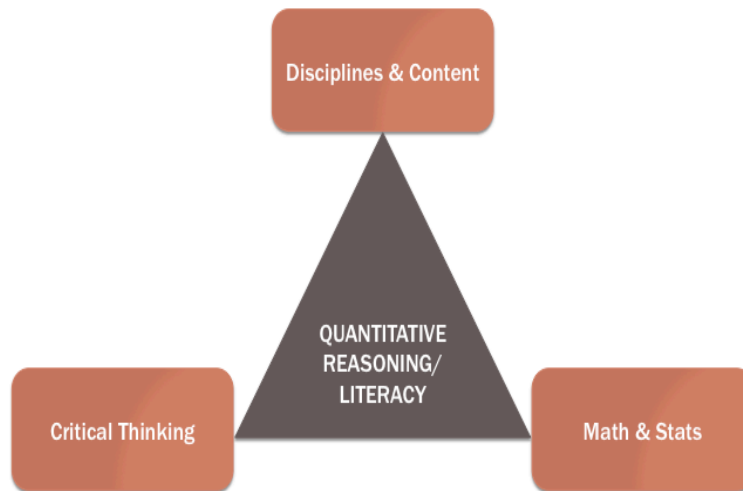 Disciplines & Content
QUANTITATIVE
REASONING/
LITERACY
Critical Thinking
Math & Stats